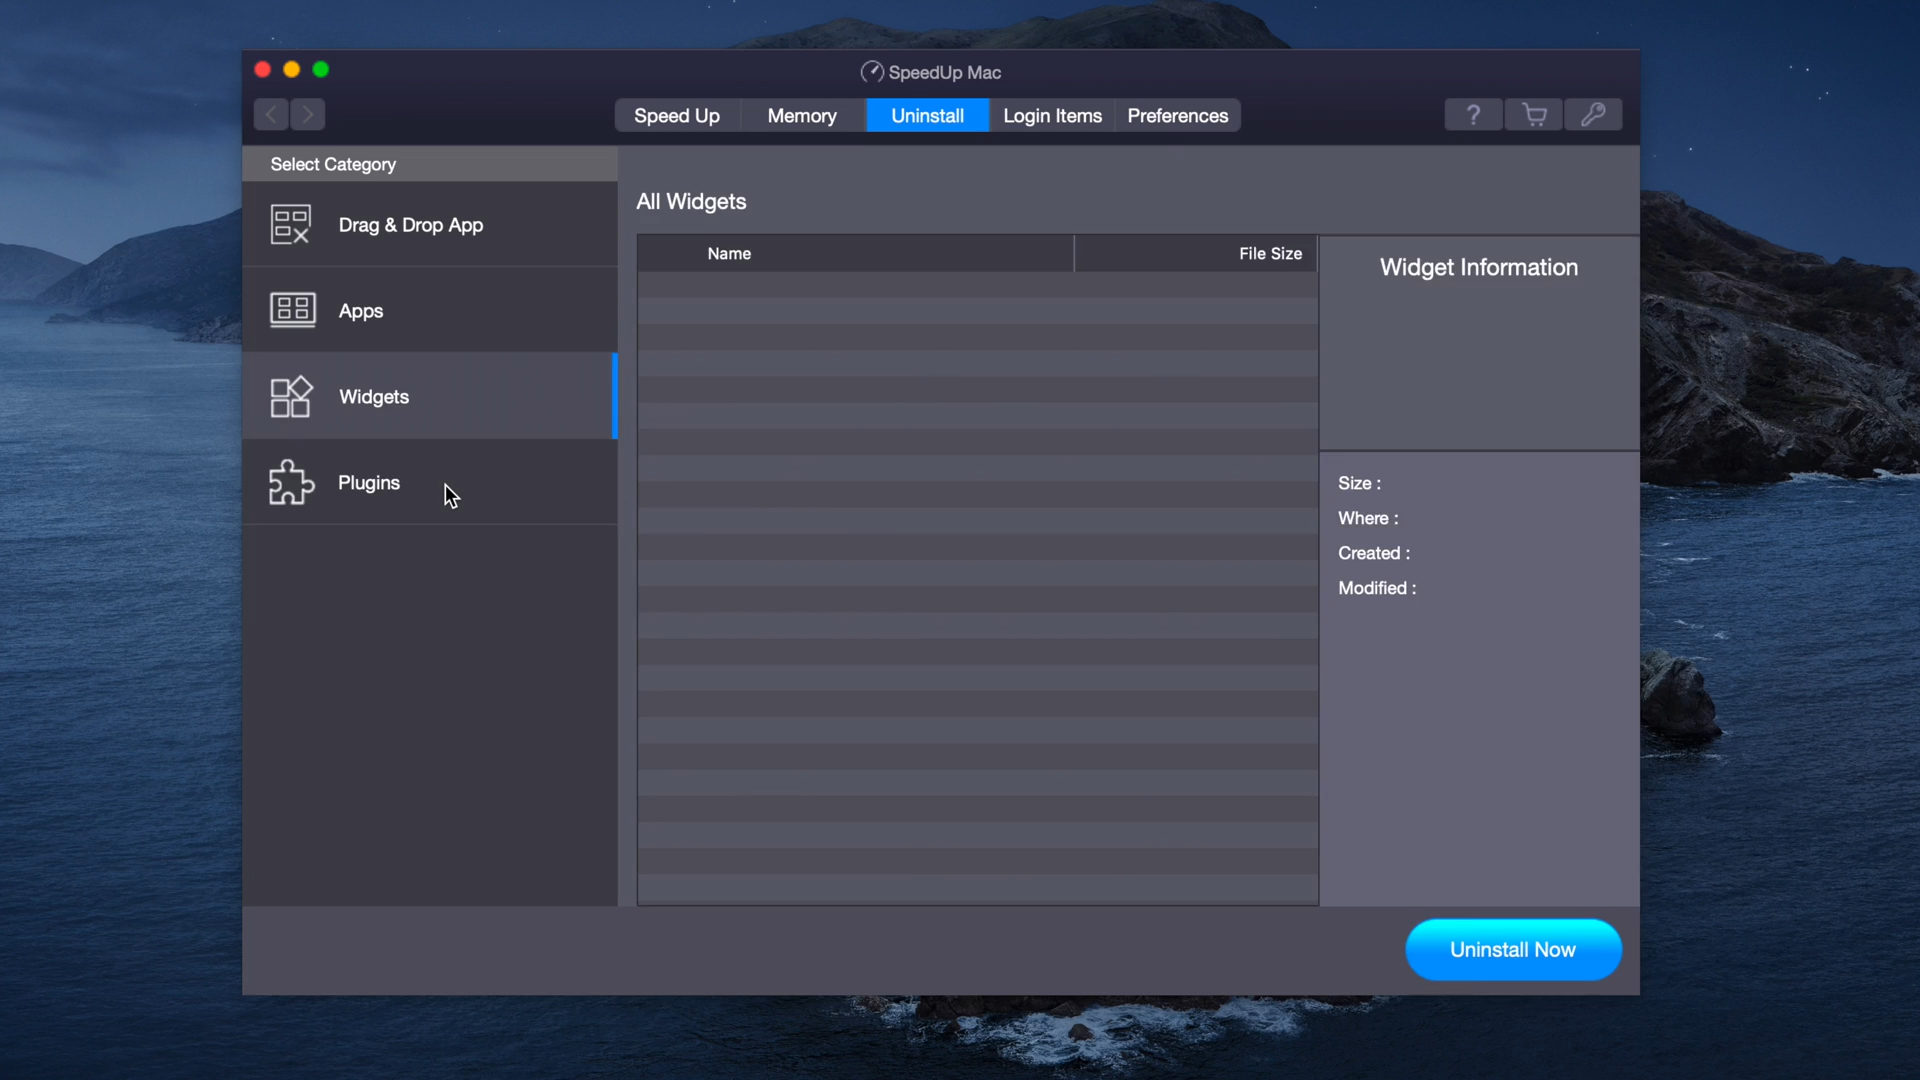 SpeedUp Mac
Speed Up Memory Uninstall Login Items Preferences ?
Select Category
Drag & Drop App
Apps
Widgets
Plugins
All Widgets
Name File Size
Widget Information
Size :
Where :
Created :
Modified :
Uninstall Now